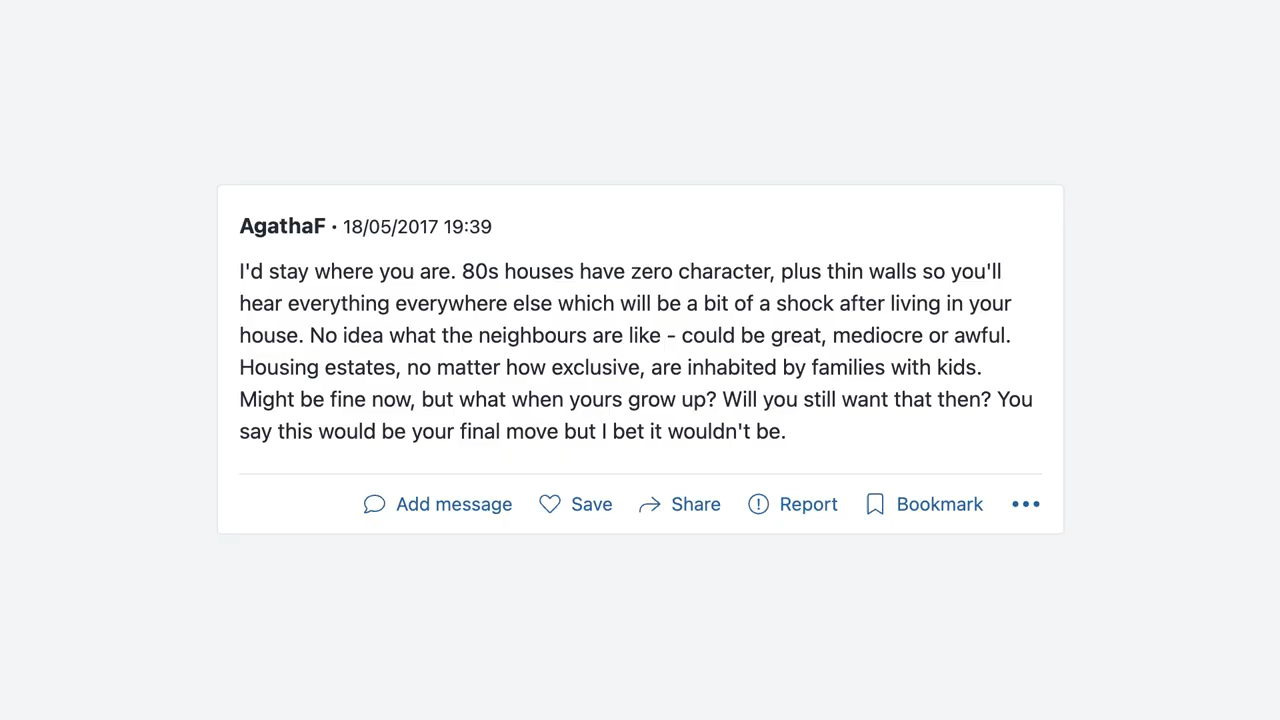 AgathaF · 18/05/2017 19:39
I'd stay where you are. 80s houses have zero character, plus thin walls so you'll
hear everything everywhere else which will be a bit of a shock after living in your
house. No idea what the neighbours are like - could be great, mediocre or awful.
Housing estates, no matter how exclusive, are inhabited by families with kids.
Might be fine now, but what when yours grow up? Will you still want that then? You
say this would be your final move but I bet it wouldn't be.
Add message Save Share Report Bookmark